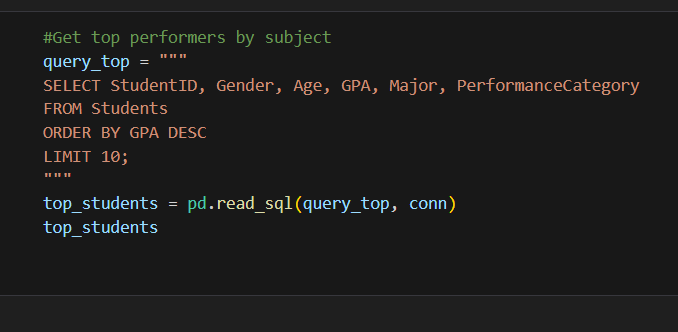 #Get top performers by subject
query_top = """
SELECT StudentID, Gender, Age, GPA, Major, PerformanceCategory
FROM Students
ORDER BY GPA DESC
LIMIT 10;
"""
top_students = pd.read_sql(query_top, conn)
top_students